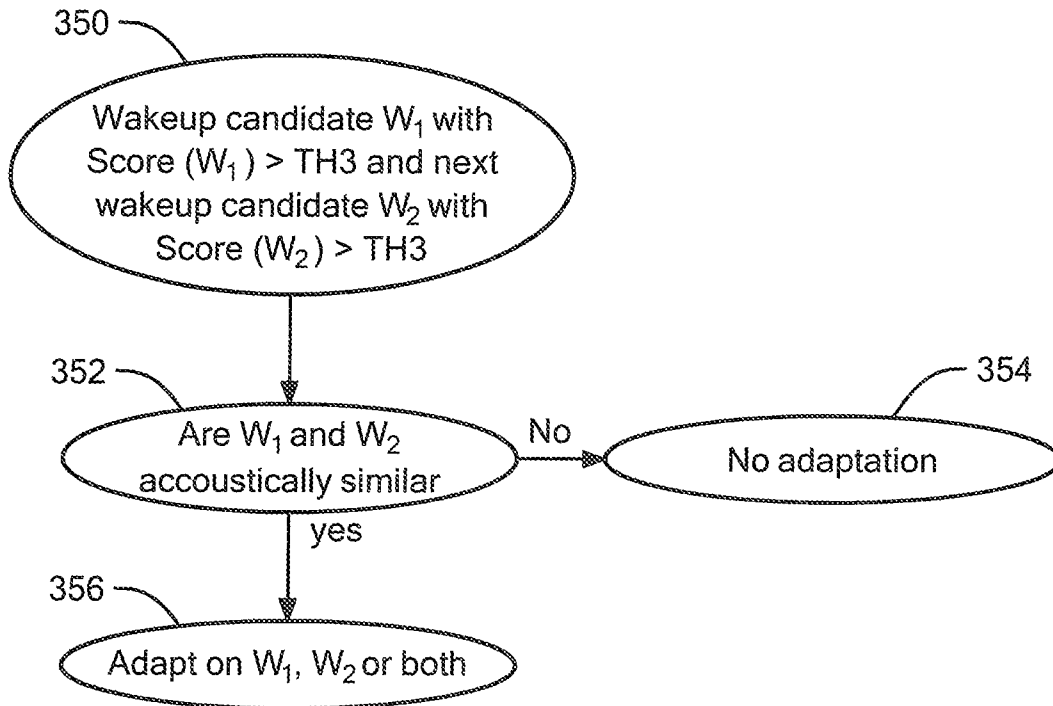 350
Wakeup candidate W₁ with
Score (W₁) > TH3 and next
wakeup candidate W₂ with
Score (W₂) > TH3
352
354
Are W₁ and W₂
accoustically similar
No
No adaptation
yes
356
Adapt on W₁, W₂ or both